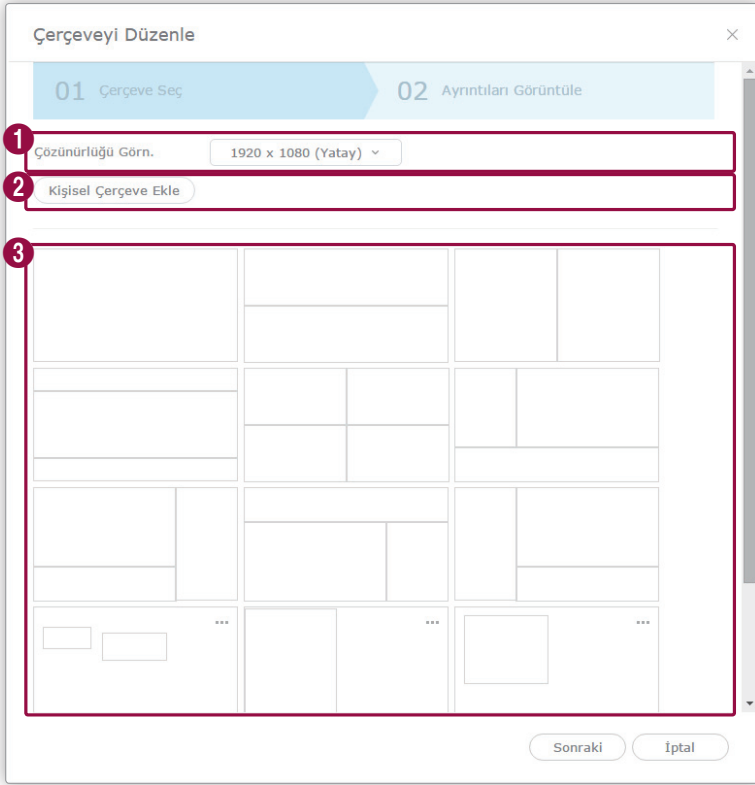 Çerçeveyi Düzenle
01 Çerçeve Seç
02 Ayrıntıları Görüntüle
1
Çözünürlüğü Görn.
1920 x 1080 (Yatay)
2
Kişisel Çerçeve Ekle
3
Sonraki
İptal